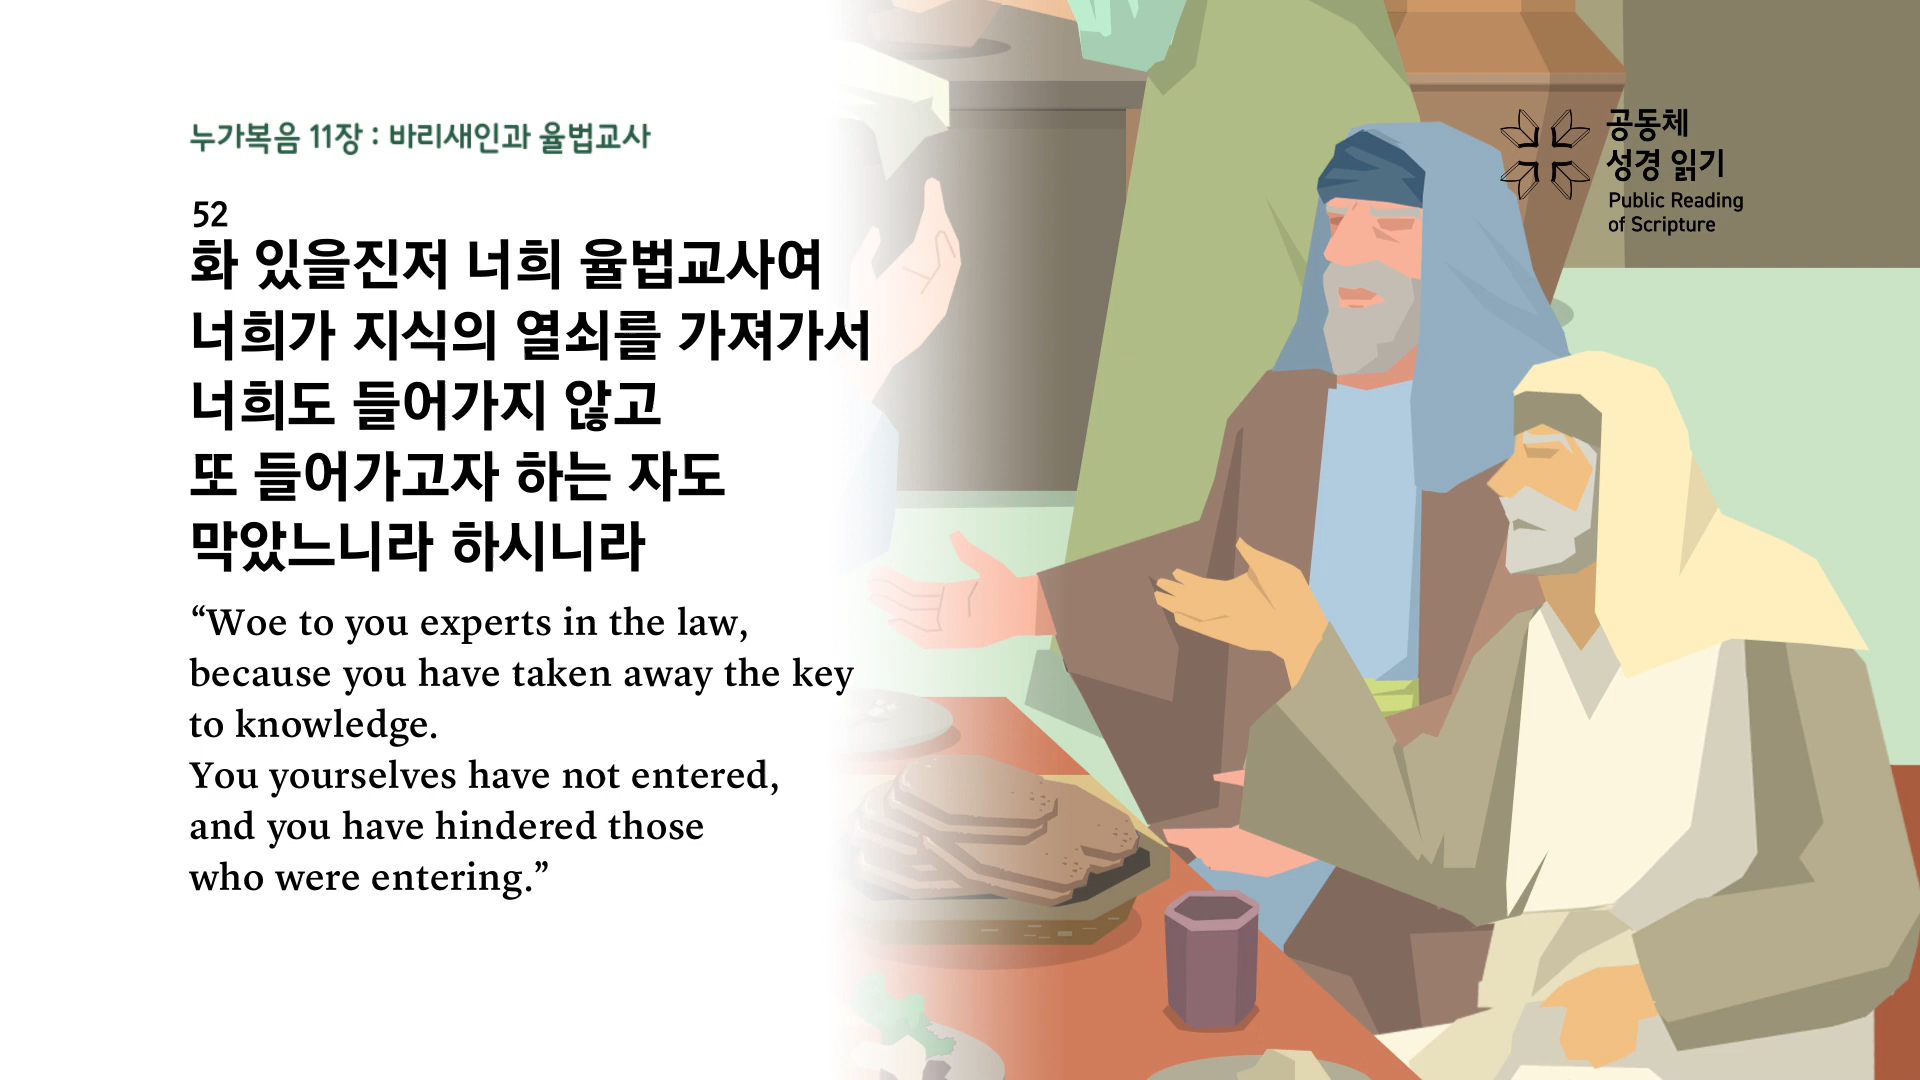 누가복음 11장 : 바리새인과 율법교사
52
화 있을진저 너희 율법교사여
너희가 지식의 열쇠를 가져가서
너희도 들어가지 않고
또 들어가고자 하는 자도
막았느니라 하시니라
“Woe to you experts in the law,
because you have taken away the key
to knowledge.
You yourselves have not entered,
and you have hindered those
who were entering.”
공동체
성경 읽기
Public Reading
of Scripture